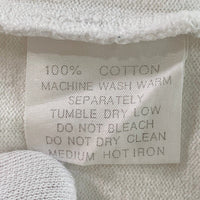 100% COTTON
MACHINE WASH WARM
SEPARATELY
TUMBLE DRY LOW
DO NOT BLEACH
DO NOT DRY CLEAN
MEDIUM HOT IRON